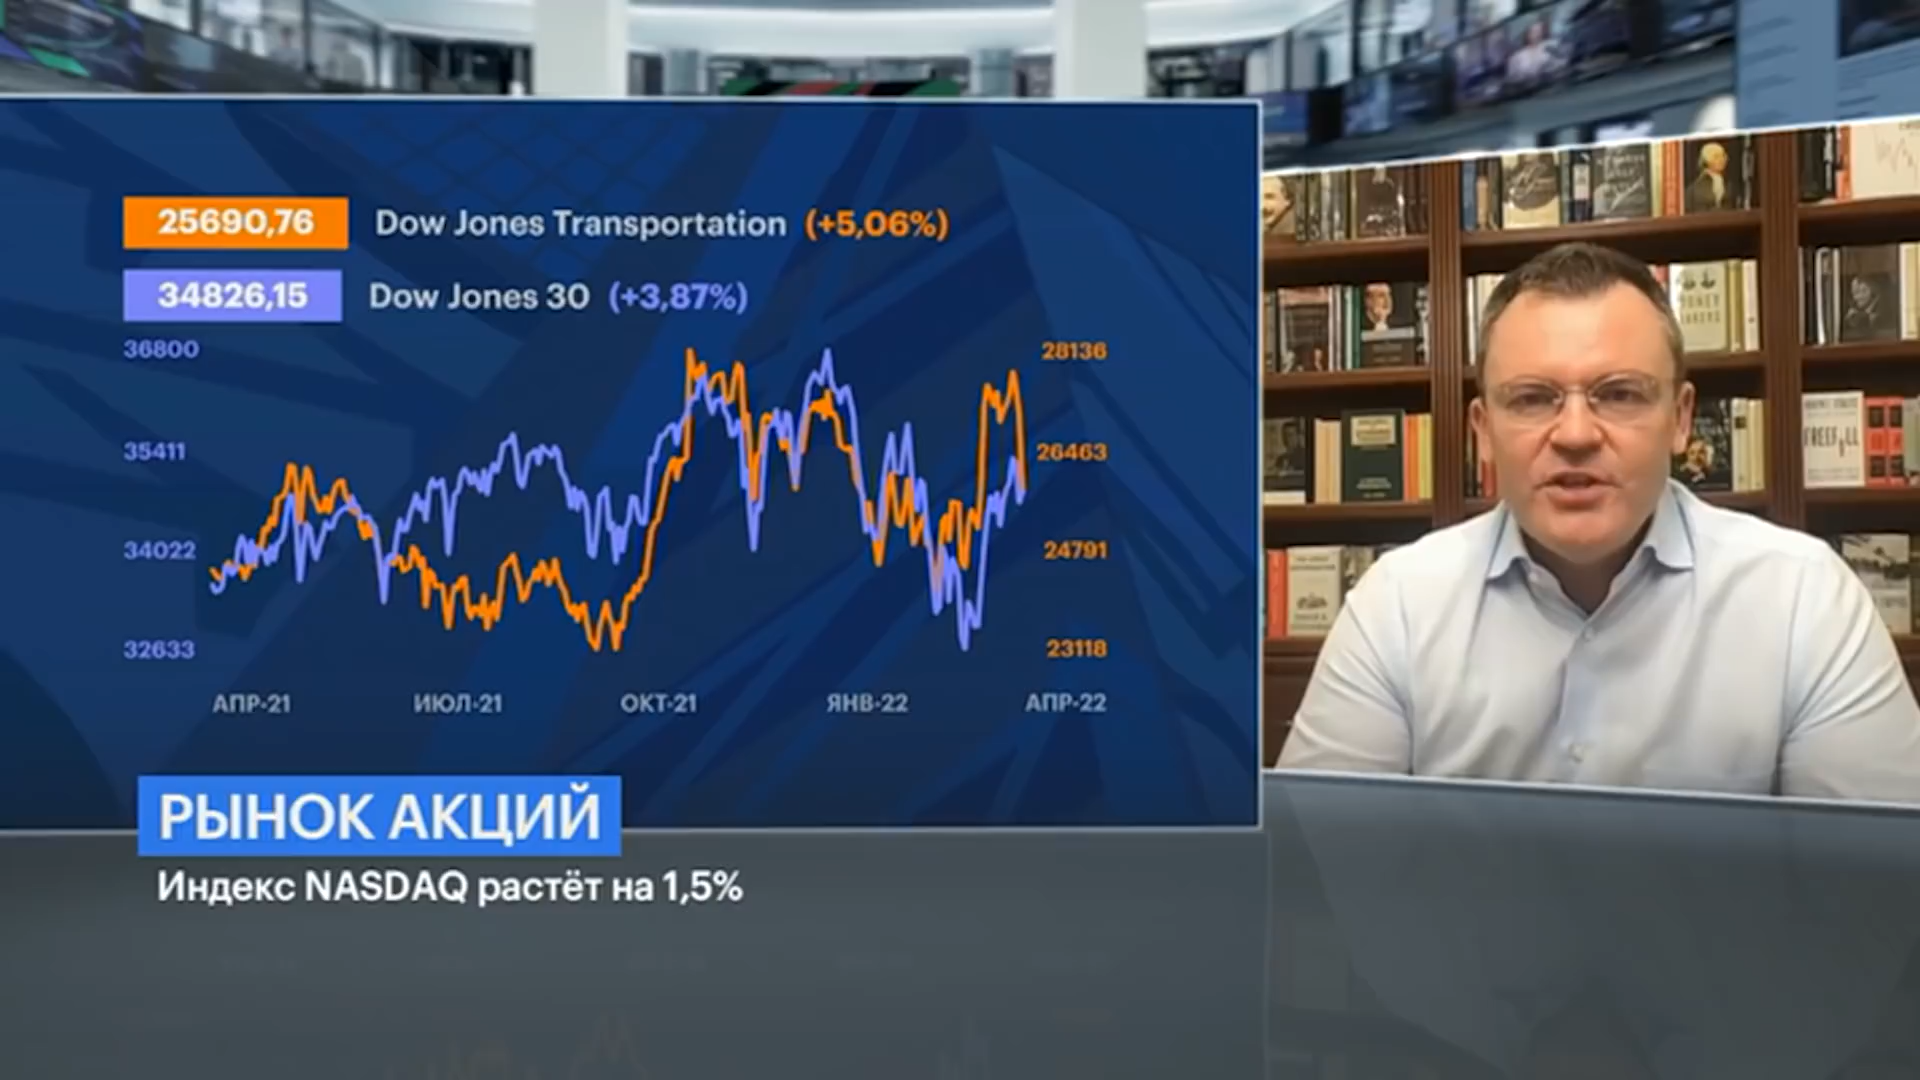 25690,76 Dow Jones Transportation (+5,06%)
34826,15 Dow Jones 30 (+3,87%)
36800 28136
35411 26463
34022 24791
32633 23118
АПР-21 ИЮЛ-21 ОКТ-21 ЯНВ-22 АПР-22
РЫНОК АКЦИЙ
Индекс NASDAQ растёт на 1,5%
FREEFALL